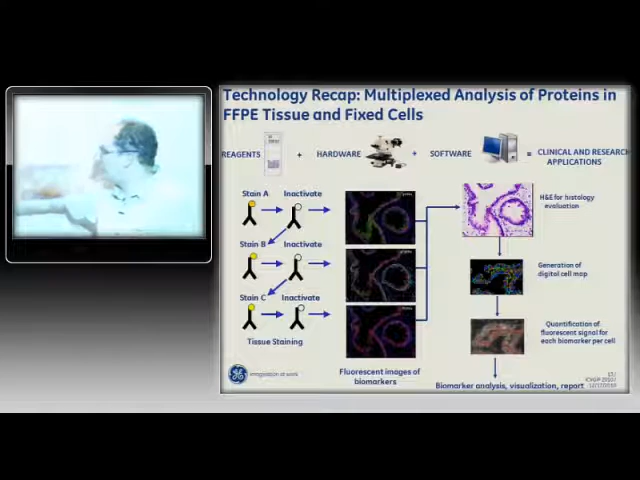 Technology Recap: Multiplexed Analysis of Proteins in
FFPE Tissue and Fixed Cells
REAGENTS + HARDWARE + SOFTWARE = CLINICAL AND RESEARCH
APPLICATIONS
Stain A Inactivate
Stain B Inactivate
Stain C Inactivate
Tissue Staining
Fluorescent images of
biomarkers
H&E for histology
evaluation
Generation of
digital cell map
Quantification of
fluorescent signal for
each biomarker per cell
Biomarker analysis, visualization, report
imagination at work